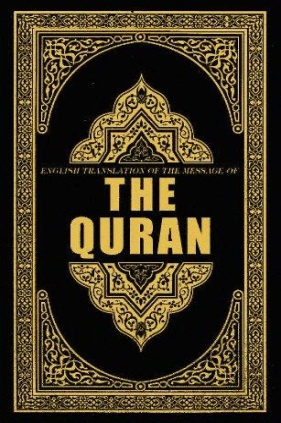 ENGLISH TRANSLATION OF THE MESSAGE OF
THE
QURAN